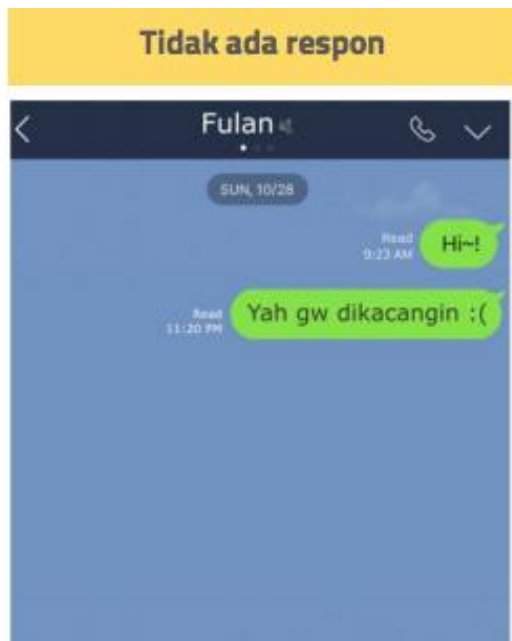 Tidak ada respon
Fulan
SUN, 10/28
Read
9:23 AM
Hi~!
Read
11:20 PM
Yah gw dikacangin :(